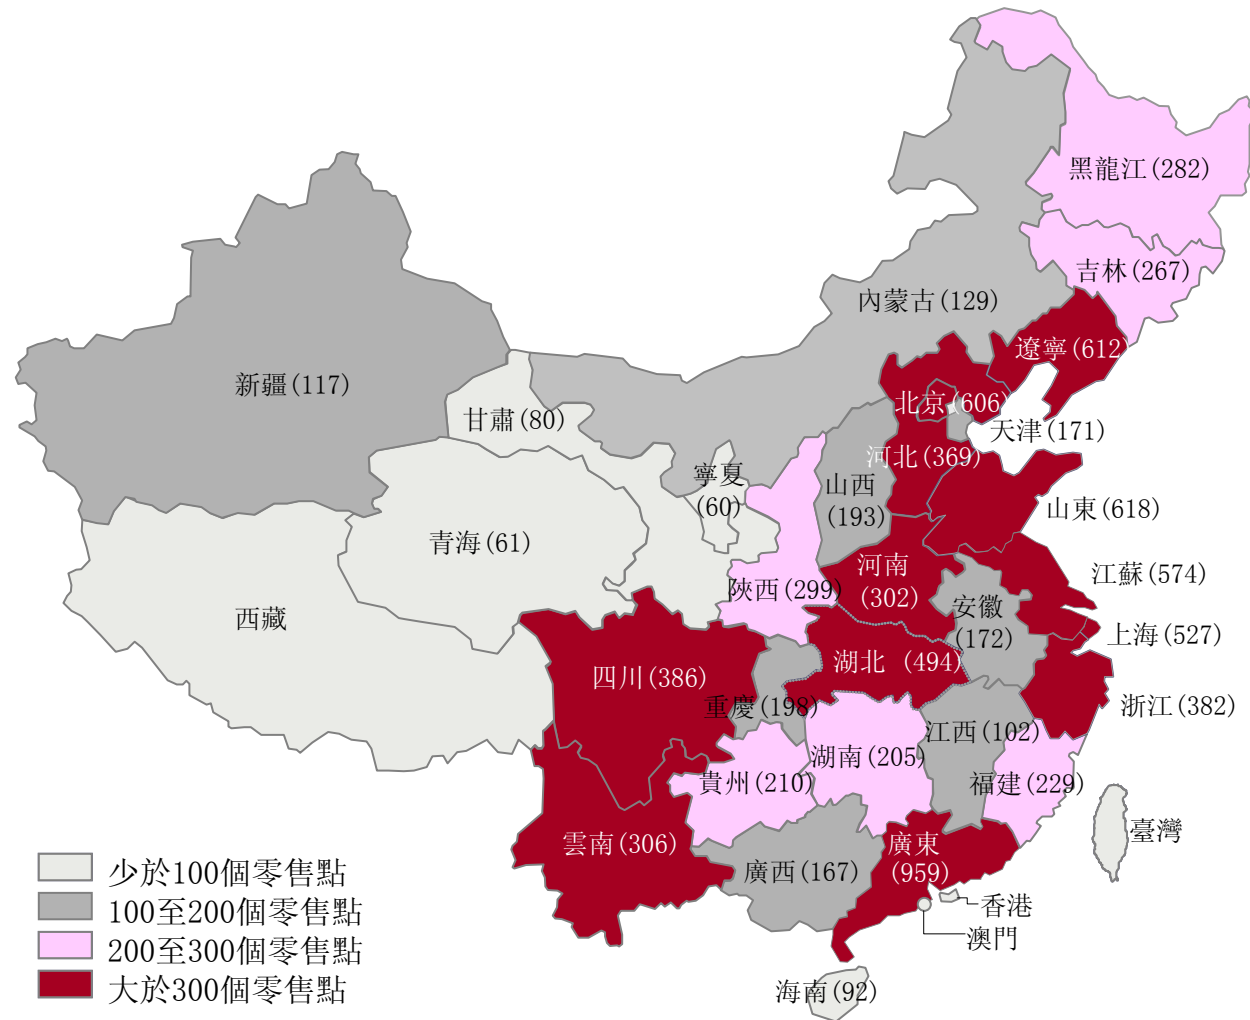 黑龍江(282)
吉林(267)
內蒙古(129)
遼寧(612)
新疆(117)
北京(606)
甘肅(80)
天津(171)
河北(369)
寧夏
(60)
山西
(193)
山東(618)
青海(61)
河南
(302)
江蘇(574)
陝西(299)
安徽
(172)
西藏
上海(527)
湖北 (494)
四川(386)
重慶(198)
浙江(382)
江西(102)
湖南(205)
貴州(210)
福建(229)
臺灣
雲南(306)
廣東
(959)
廣西(167)
香港
澳門
海南(92)
少於100個零售點
100至200個零售點
200至300個零售點
大於300個零售點